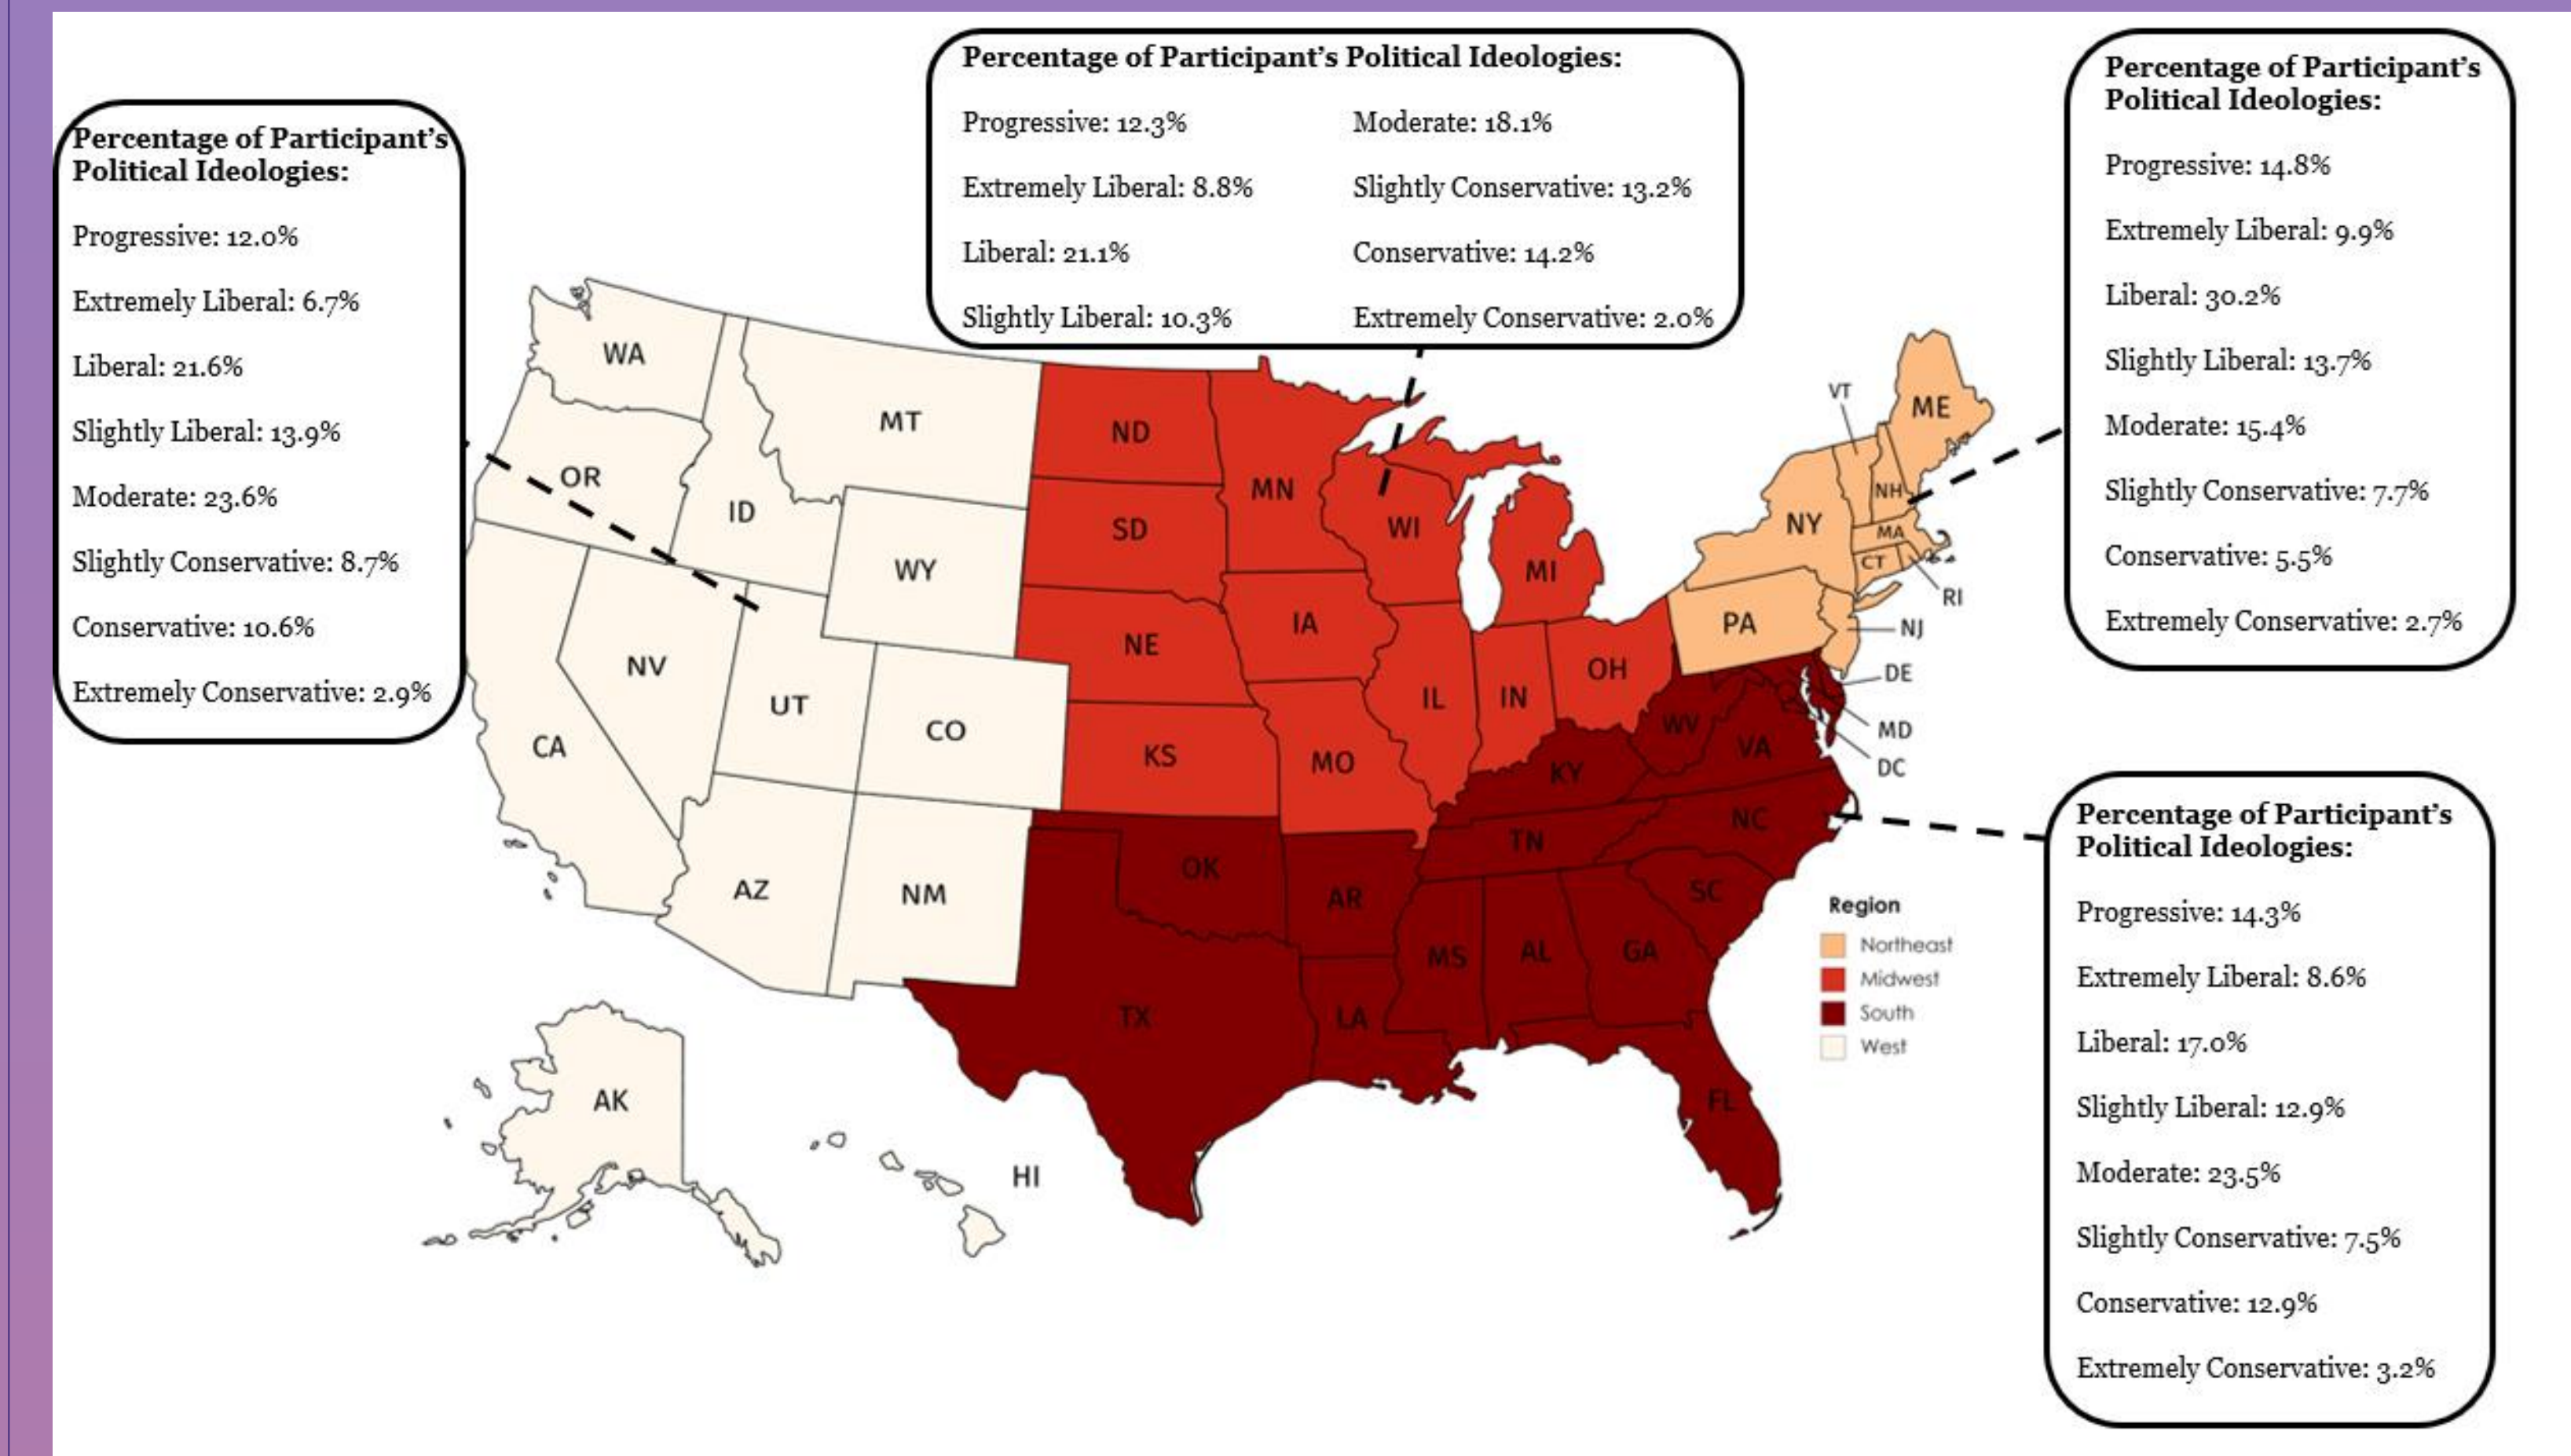 Percentage of Participant's Political Ideologies:
Progressive: 12.3%
Moderate: 18.1%
Extremely Liberal: 8.8%
Slightly Conservative: 13.2%
Liberal: 21.1%
Conservative: 14.2%
Slightly Liberal: 10.3%
Extremely Conservative: 2.0%
Percentage of Participant's
Political Ideologies:
Progressive: 12.0%
Extremely Liberal: 6.7%
Liberal: 21.6%
Slightly Liberal: 13.9%
Moderate: 23.6%
Slightly Conservative: 8.7%
Conservative: 10.6%
Extremely Conservative: 2.9%
Percentage of Participant's
Political Ideologies:
Progressive: 14.8%
Extremely Liberal: 9.9%
Liberal: 30.2%
Slightly Liberal: 13.7%
Moderate: 15.4%
Slightly Conservative: 7.7%
Conservative: 5.5%
Extremely Conservative: 2.7%
WA
MT
ND
MN
VT
ME
OR
ID
SD
WI
NH
NY
MA
WY
MI
CT
RI
NE
IA
PA
NJ
NV
UT
CO
IL
IN
OH
DE
CA
KS
MO
WV
VA
MD
KY
DC
AZ
NM
OK
AR
TN
NC
SC
MS
AL
GA
TX
LA
FL
AK
HI
Region
Northeast
Midwest
South
West
Percentage of Participant's
Political Ideologies:
Progressive: 14.3%
Extremely Liberal: 8.6%
Liberal: 17.0%
Slightly Liberal: 12.9%
Moderate: 23.5%
Slightly Conservative: 7.5%
Conservative: 12.9%
Extremely Conservative: 3.2%